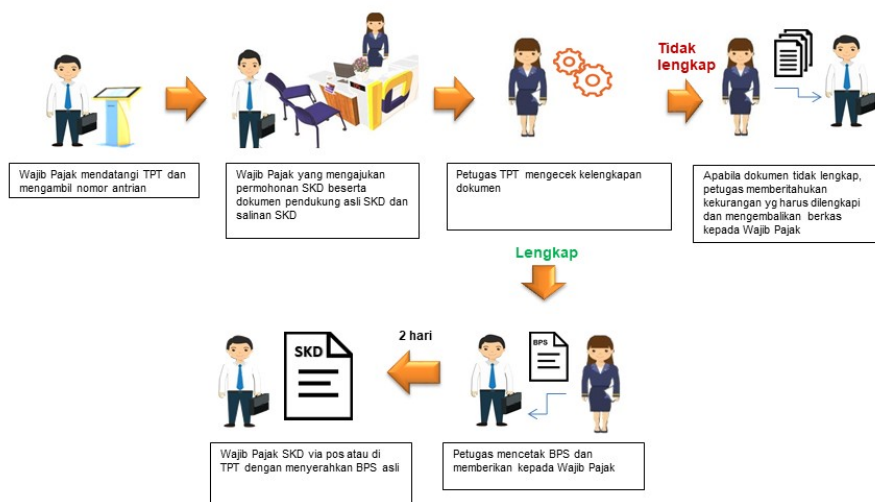 Tidak
lengkap
Wajib Pajak mendatangi TPT dan
mengambil nomor antrian
Wajib Pajak yang mengajukan
permohonan SKD beserta
dokumen pendukung asli SKD dan
salinan SKD
Petugas TPT mengecek kelengkapan
dokumen
Apabila dokumen tidak lengkap,
petugas memberitahukan
kekurangan yg harus dilengkapi
dan mengembalikan berkas
kepada Wajib Pajak
Lengkap
2 hari
SKD
BPS
Wajib Pajak SKD via pos atau di
TPT dengan menyerahkan BPS asli
Petugas mencetak BPS dan
memberikan kepada Wajib Pajak